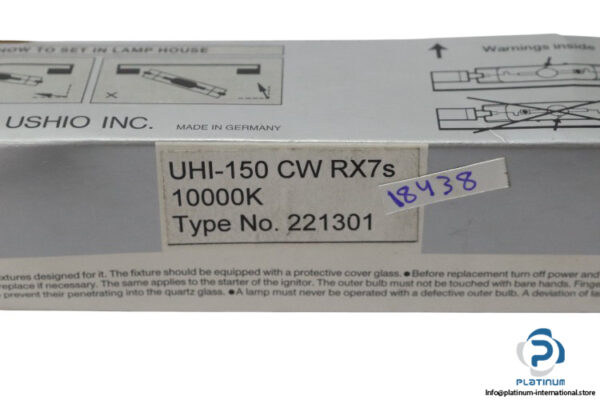 HOW TO SET IN LAMP HOUSE
Warnings inside
USHIO INC. MADE IN GERMANY
UHI-150 CW RX7s
10000K
Type No. 221301
18438
designed for it. The fixture should be equipped with a protective cover glass. ● Before replacement turn off power and
replace if necessary. The same applies to the starter of the ignitor. The outer bulb must not be touched with bare hands.
prevent their penetrating into the quartz glass. ● A lamp must never be operated with a defective outer bulb. A deviation of
PLATINUM
info@platinum-international.store